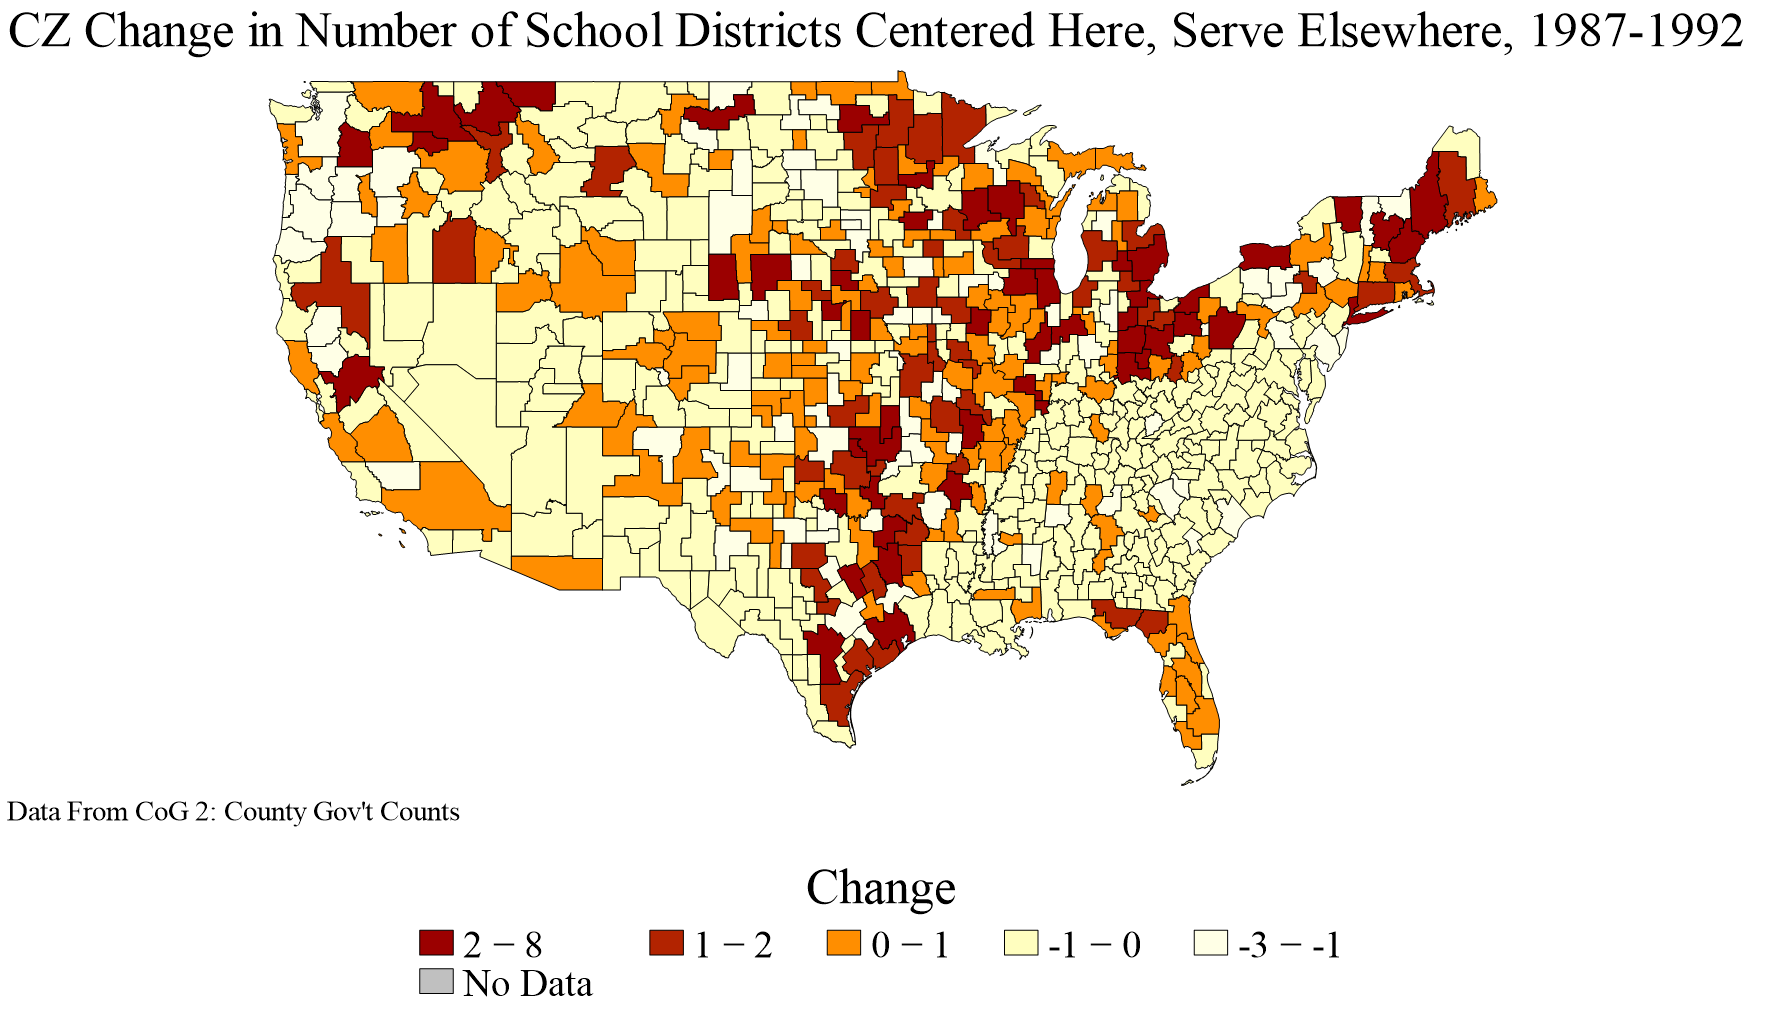 CZ Change in Number of School Districts Centered Here, Serve Elsewhere, 1987-1992
Data From CoG 2: County Gov't Counts
Change
2 − 8 1 − 2 0 − 1 -1 − 0 -3 − -1
No Data